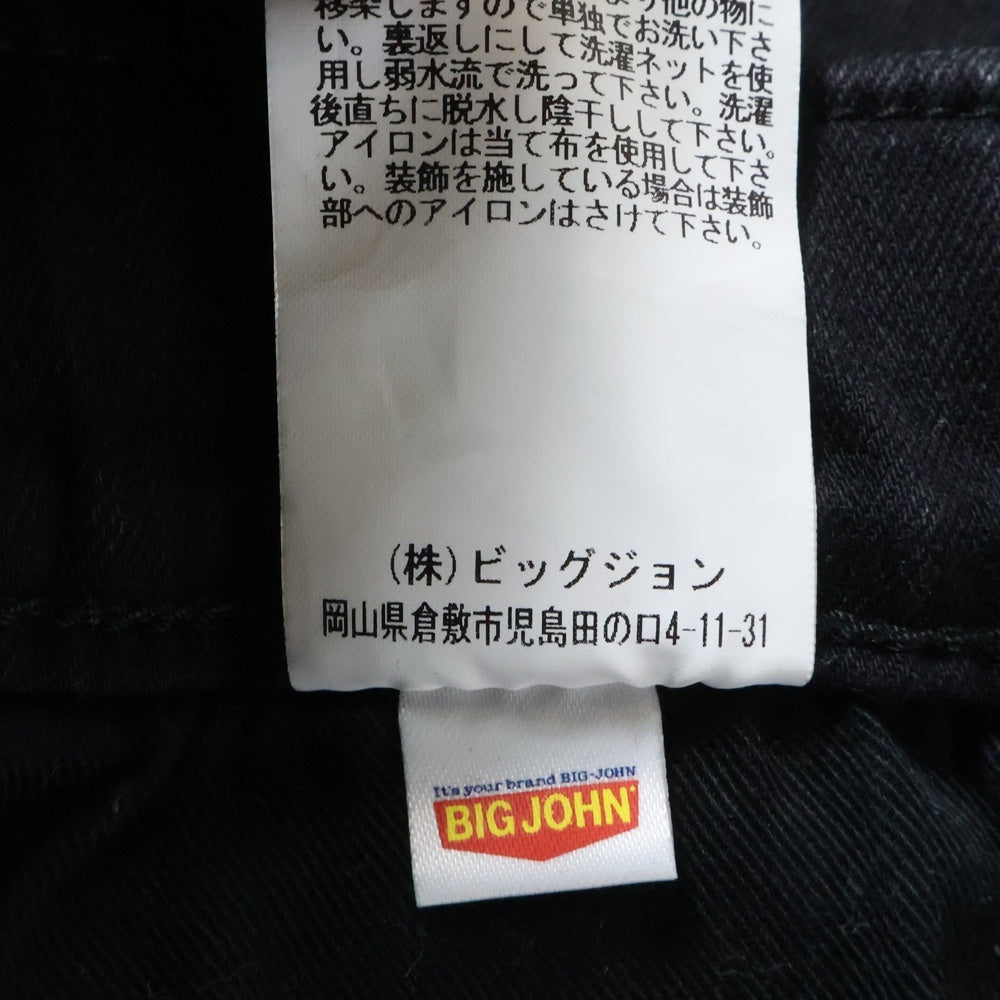 移染しますので単独でお洗い下さ
い。裏返しにして洗濯ネットを使
用し弱水流で洗って下さい。洗濯
後直ちに脱水し陰干しして下さい。
アイロンは当て布を使用して下さ
い。装飾を施している場合は装飾
部へのアイロンはさけて下さい。
(株)ビッグジョン
岡山県倉敷市児島田の口4-11-31
It's your brand BIG-JOHN
BIG JOHN